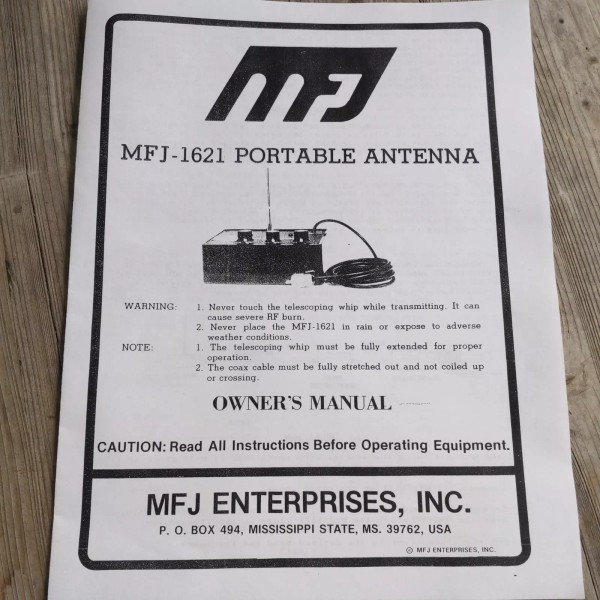 MFJ
MFJ-1621 PORTABLE ANTENNA
WARNING: 1. Never touch the telescoping whip while transmitting. It can
cause severe RF burn.
2. Never place the MFJ-1621 in rain or expose to adverse
weather conditions.
NOTE: 1. The telescoping whip must be fully extended for proper
operation.
2. The coax cable must be fully stretched out and not coiled up
or crossing.
OWNER'S MANUAL
CAUTION: Read All Instructions Before Operating Equipment.
MFJ ENTERPRISES, INC.
P. O. BOX 494, MISSISSIPPI STATE, MS. 39762, USA
© MFJ ENTERPRISES, INC.